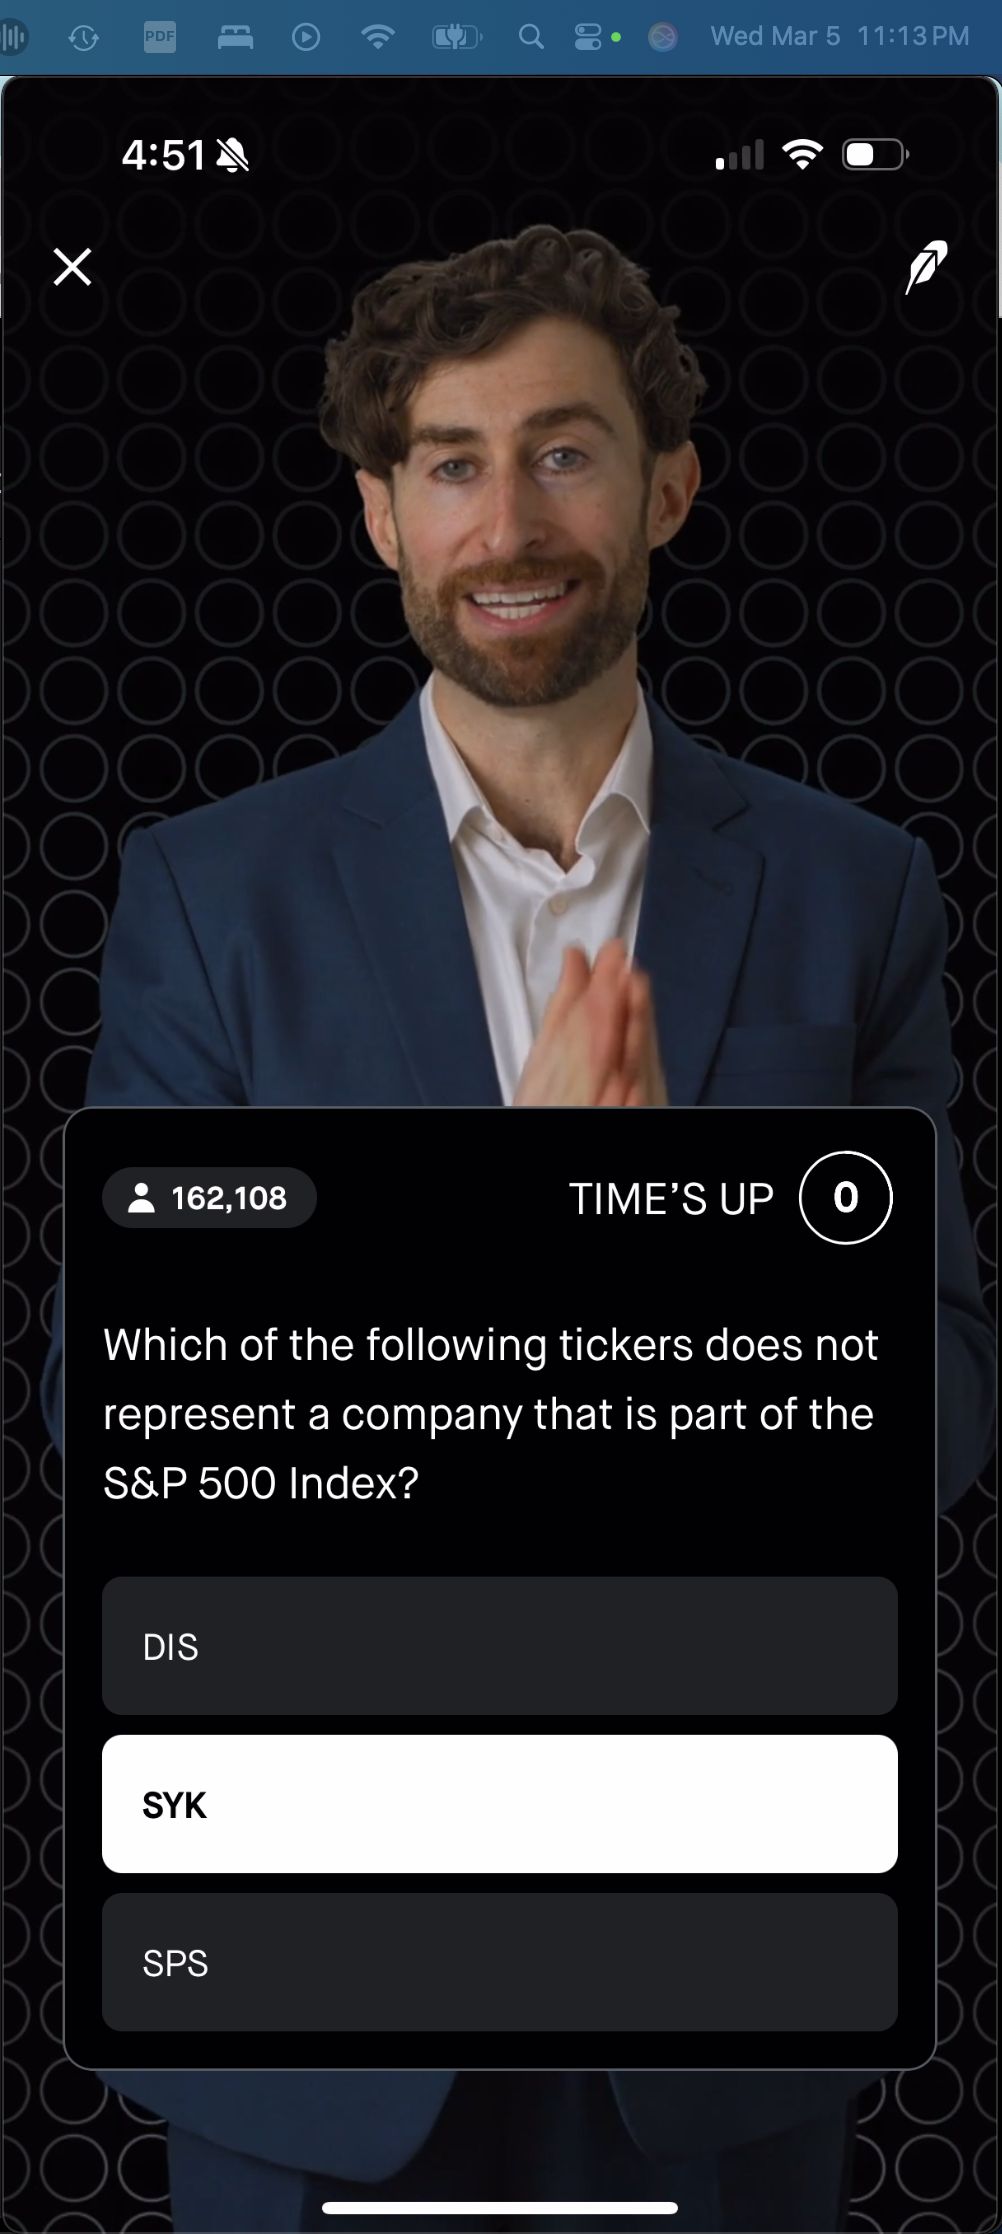 PDF
Wed Mar 5 11:13 PM
4:51
162,108
TIME’S UP 0
Which of the following tickers does not
represent a company that is part of the
S&P 500 Index?
DIS
SYK
SPS